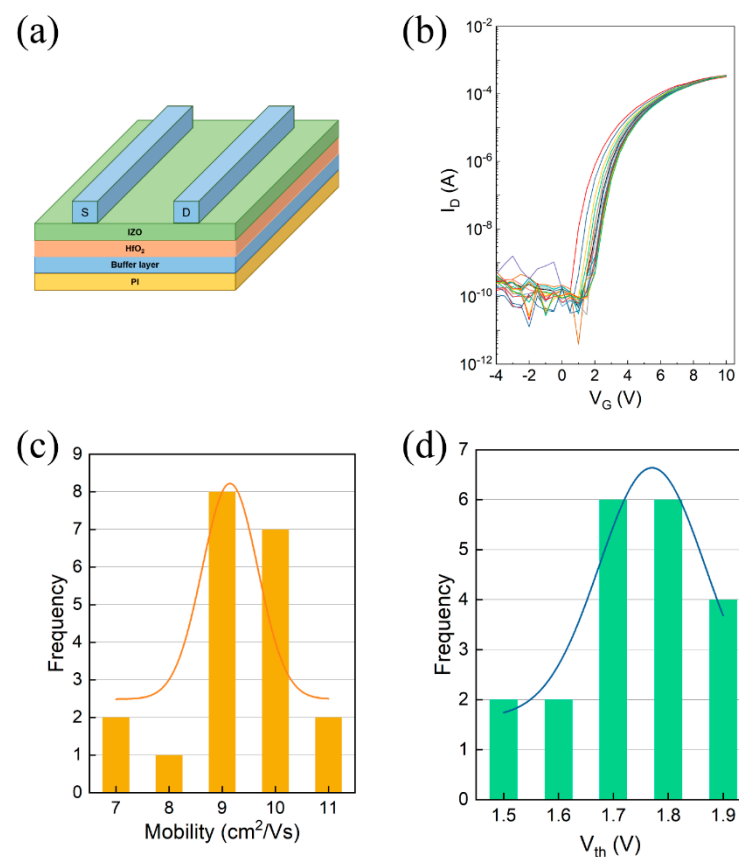 (a)
S
D
IZO
HfO₂
Buffer layer
PI
(b)
10⁻²
10⁻⁴
10⁻⁶
10⁻⁸
10⁻¹⁰
10⁻¹²
I_D (A)
-4 -2 0 2 4 6 8 10
V_G (V)
(c)
9
8
7
6
5
4
3
2
1
0
Frequency
7 8 9 10 11
Mobility (cm²/Vs)
(d)
7
6
5
4
3
2
1
0
Frequency
1.5 1.6 1.7 1.8 1.9
V_th (V)